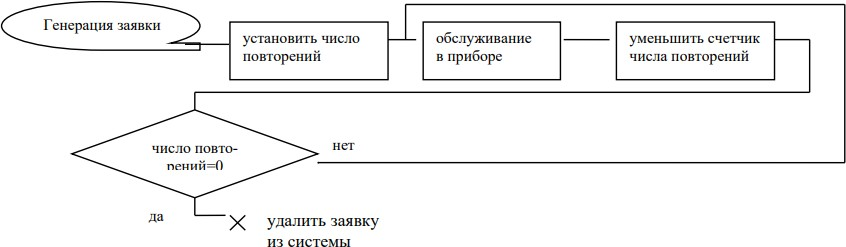 Генерация заявки
установить число
повторений
обслуживание
в приборе
уменьшить счетчик
числа повторений
число повто-
рений=0
нет
да
удалить заявку
из системы